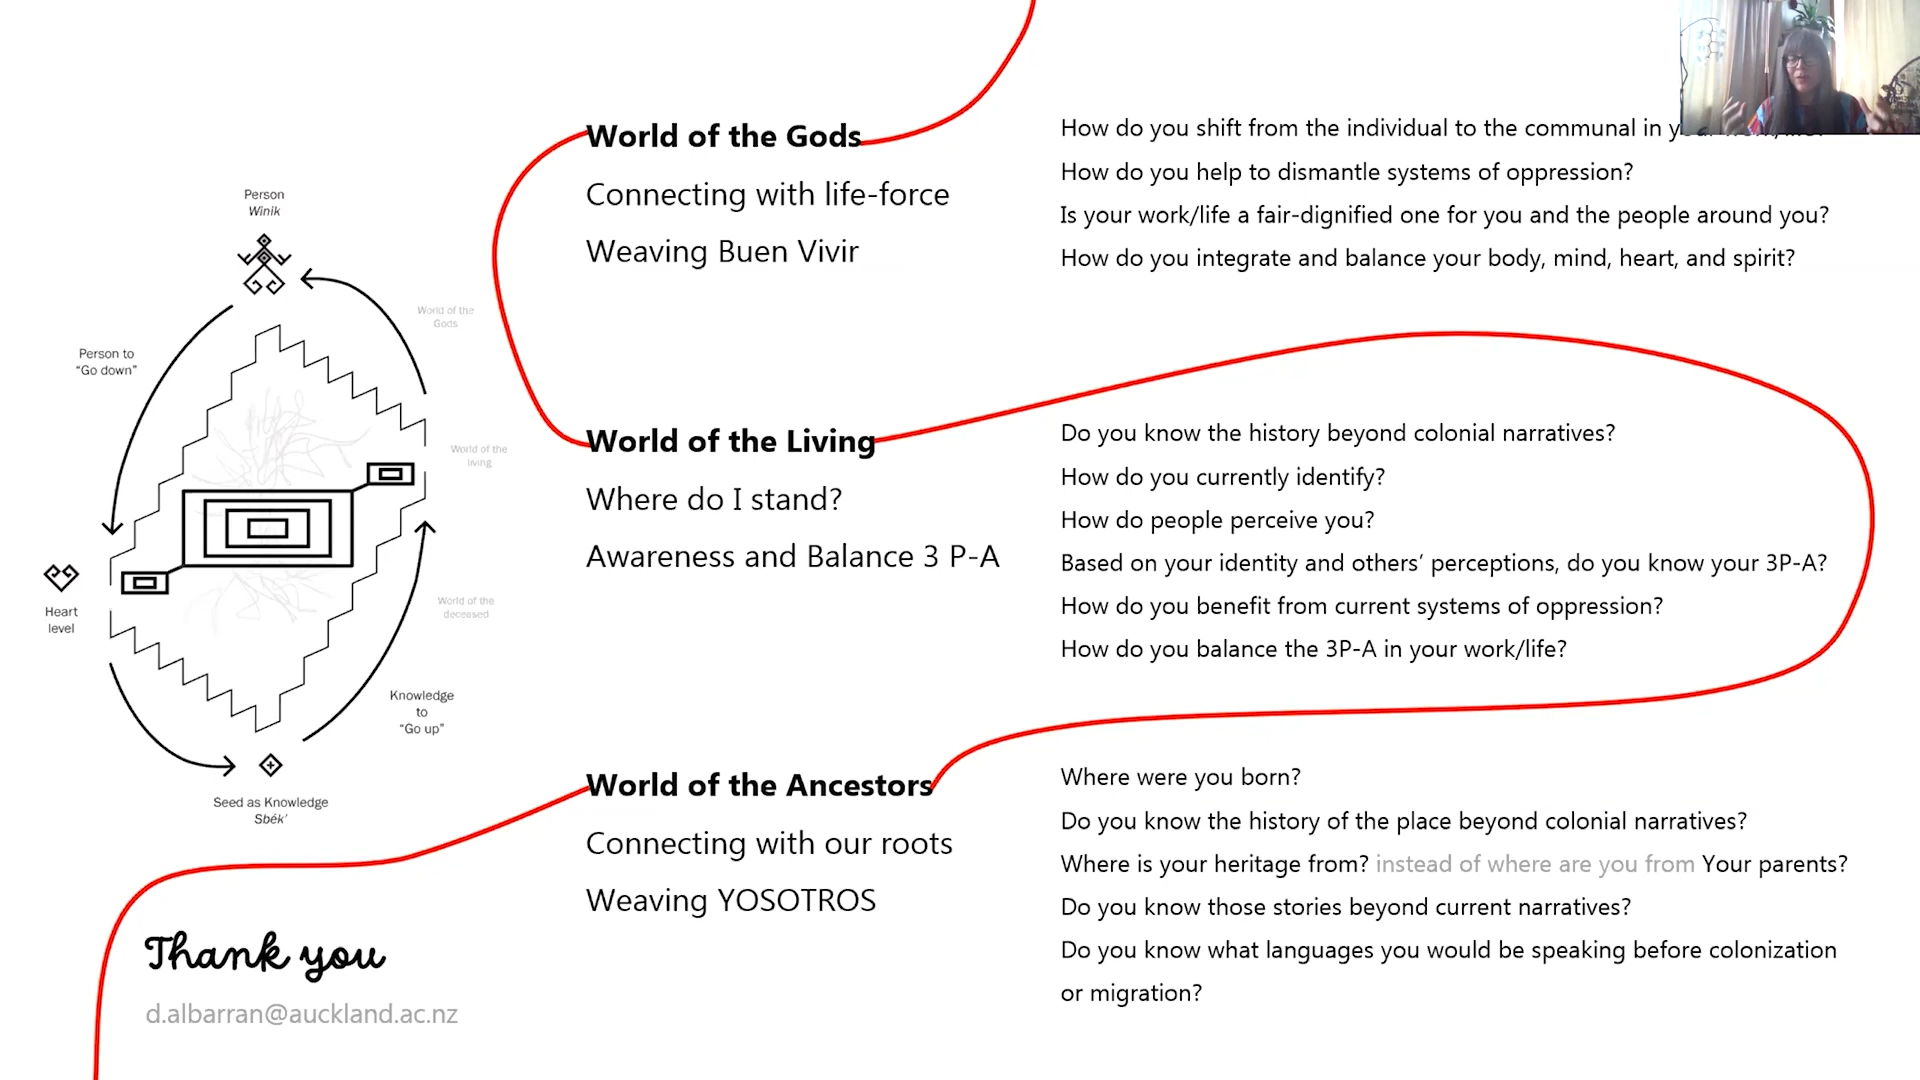 Person
Winik
World of the
Gods
Person to
“Go down”
World of the
living
Heart
level
World of the
deceased
Knowledge
to
“Go up”
Seed as Knowledge
Sbék’
Thank you
d.albarran@auckland.ac.nz
World of the Gods
Connecting with life-force
Weaving Buen Vivir
How do you shift from the individual to the communal in
How do you help to dismantle systems of oppression?
Is your work/life a fair-dignified one for you and the people around you?
How do you integrate and balance your body, mind, heart, and spirit?
World of the Living
Where do I stand?
Awareness and Balance 3 P-A
Do you know the history beyond colonial narratives?
How do you currently identify?
How do people perceive you?
Based on your identity and others’ perceptions, do you know your 3P-A?
How do you benefit from current systems of oppression?
How do you balance the 3P-A in your work/life?
World of the Ancestors
Connecting with our roots
Weaving YOSOTROS
Where were you born?
Do you know the history of the place beyond colonial narratives?
Where is your heritage from? instead of where are you from Your parents?
Do you know those stories beyond current narratives?
Do you know what languages you would be speaking before colonization
or migration?